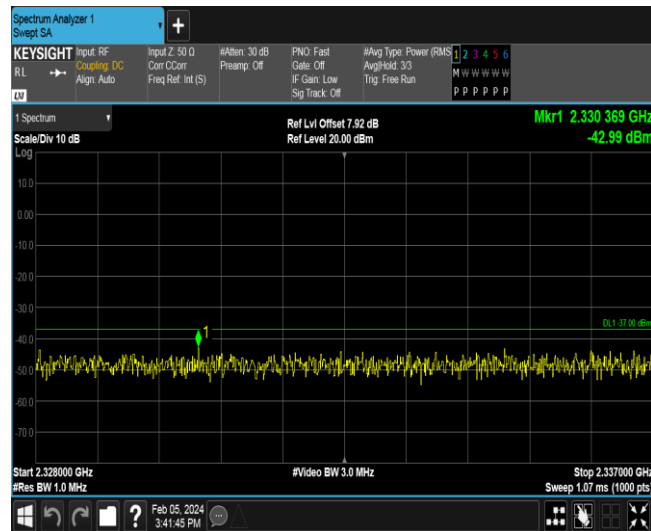 Spectrum Analyzer 1
Swept SA
+
KEYSIGHT
RL
LXI
Input: RF
Coupling: DC
Align: Auto
Input Z: 50 Ω
Corr CCorr
Freq Ref: Int (S)
#Atten: 30 dB
Preamp: Off
PNO: Fast
Gate: Off
IF Gain: Low
Sig Track: Off
#Avg Type: Power (RMS
Avg|Hold: 3/3
Trig: Free Run
1 2 3 4 5 6
M W W W W W
P P P P P P
1 Spectrum
Scale/Div 10 dB
Log
Ref Lvl Offset 7.92 dB
Ref Level 20.00 dBm
Mkr1 2.330 369 GHz
-42.99 dBm
10.0
0.00
-10.0
-20.0
-30.0
DL1 -37.00 dBm
1
-40.0
-50.0
-60.0
-70.0
Start 2.328000 GHz
#Res BW 1.0 MHz
#Video BW 3.0 MHz
Stop 2.337000 GHz
Sweep 1.07 ms (1000 pts)
?
Feb 05, 2024
3:41:45 PM